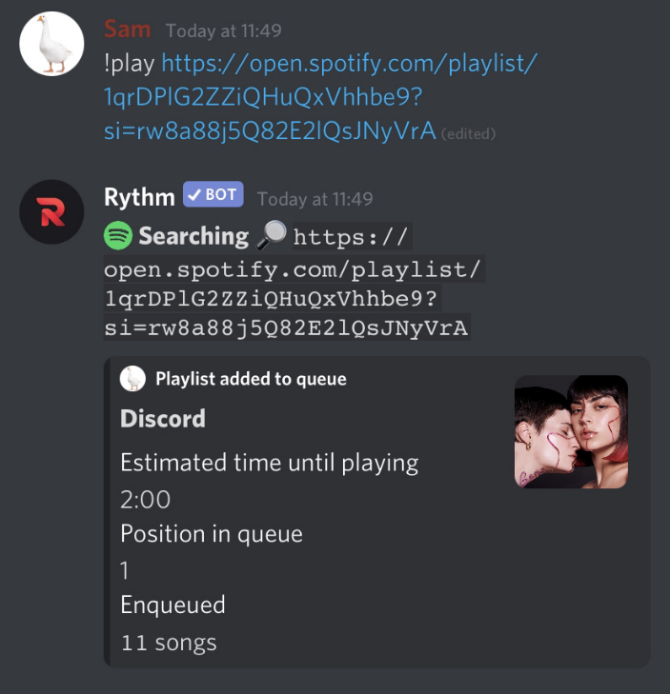 Sam Today at 11:49
!play https://open.spotify.com/playlist/
1qrDPlG2ZZiQHuQxVhhbe9?
si=rw8a88j5Q82E2lQsJNyVrA (edited)
Rythm BOT Today at 11:49
Searching https://
open.spotify.com/playlist/
1qrDPlG2ZZiQHuQxVhhbe9?
si=rw8a88j5Q82E2lQsJNyVrA
Playlist added to queue
Discord
Estimated time until playing
2:00
Position in queue
1
Enqueued
11 songs